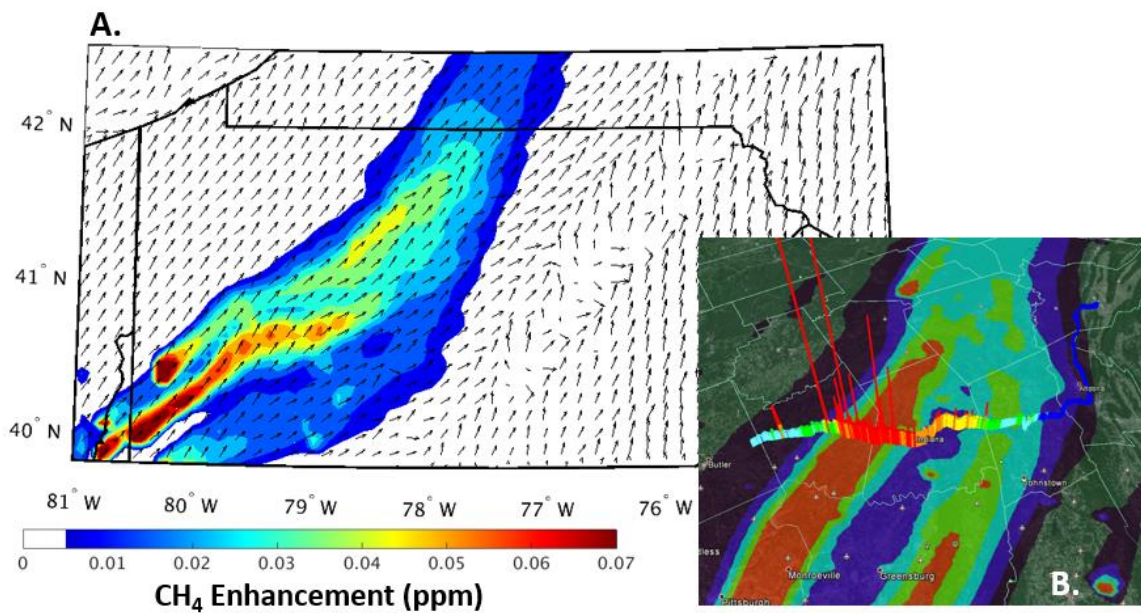 A.
42° N
41° N
40° N
81° W
80° W
79° W
78° W
77° W
76° W
0
0.01
0.02
0.03
0.04
0.05
0.06
0.07
CH₄ Enhancement (ppm)
Altoona
Indiana
Butler
Johnstown
Monroeville
Greensburg
Pittsburgh
B.